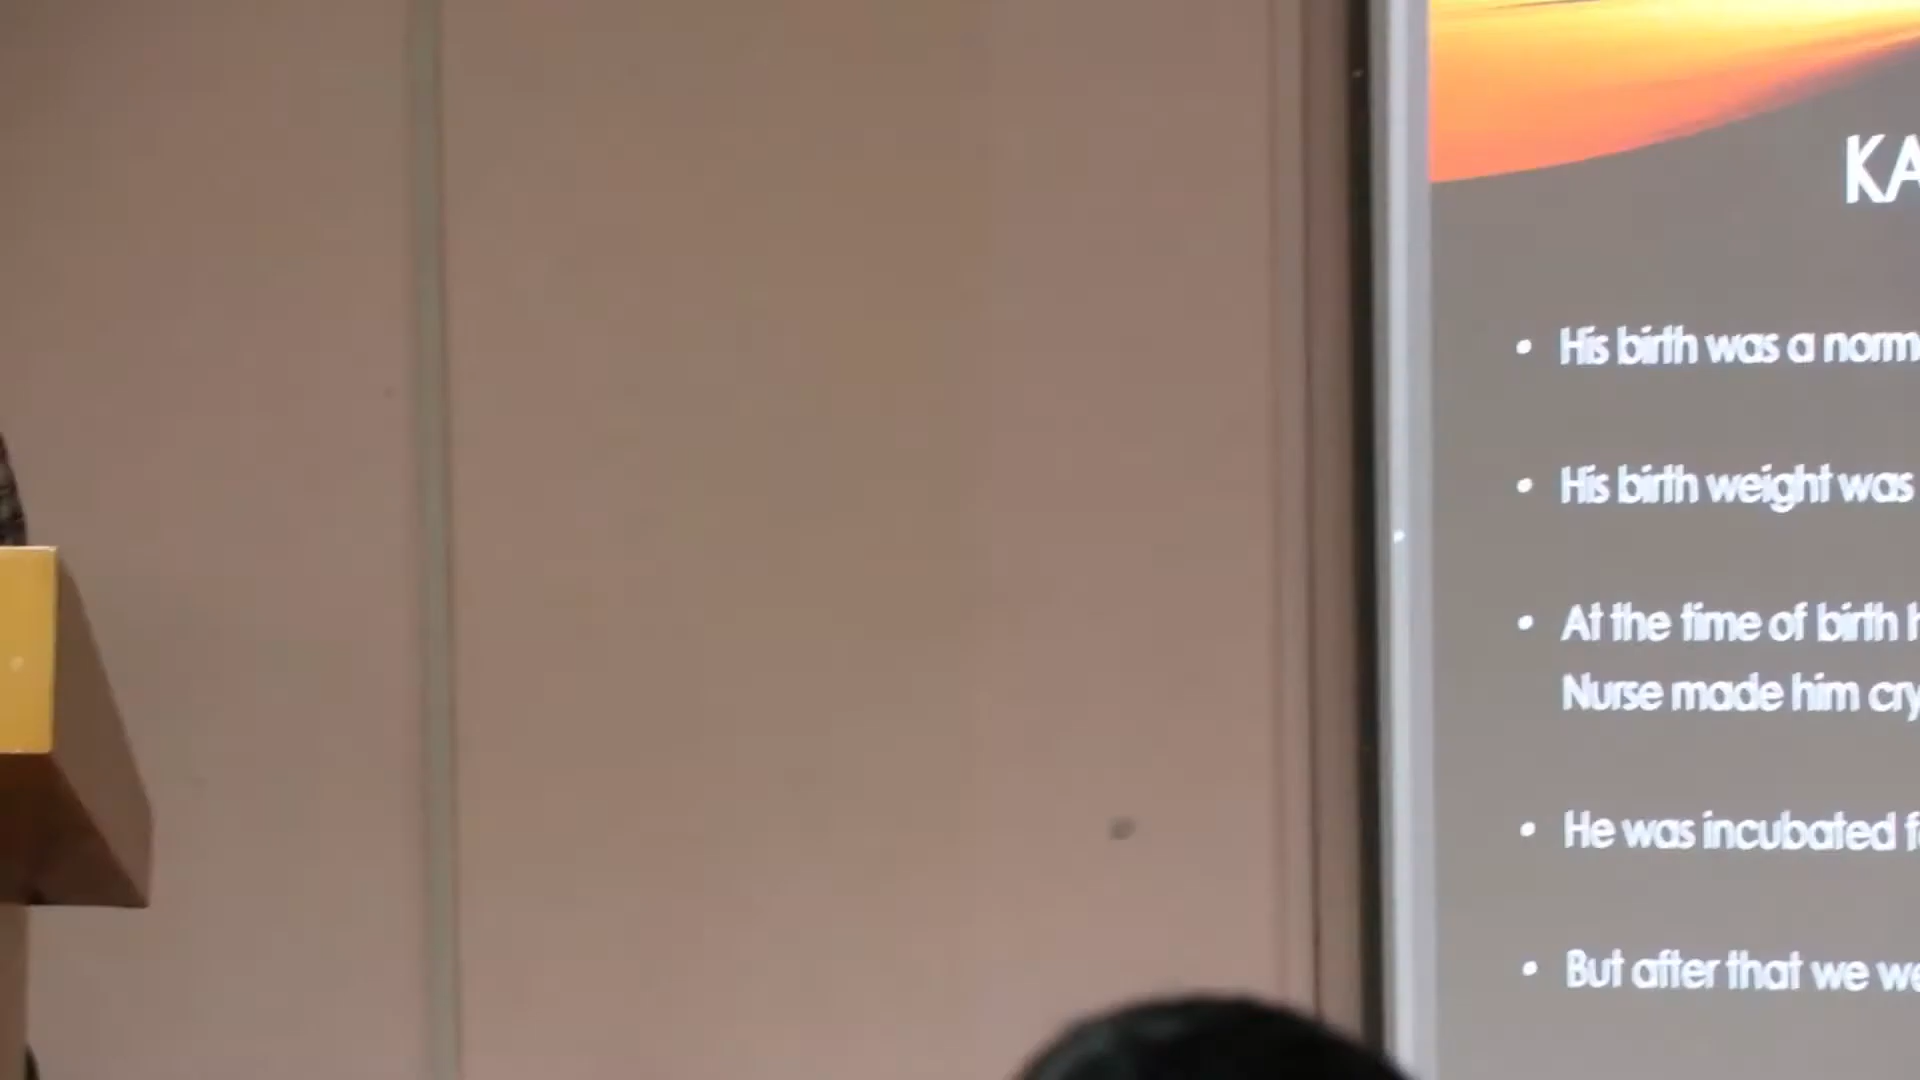 KA
• His birth was a norm
• His birth weight was
• At the time of birth h
Nurse made him cry
• He was incubated f
• But after that we we